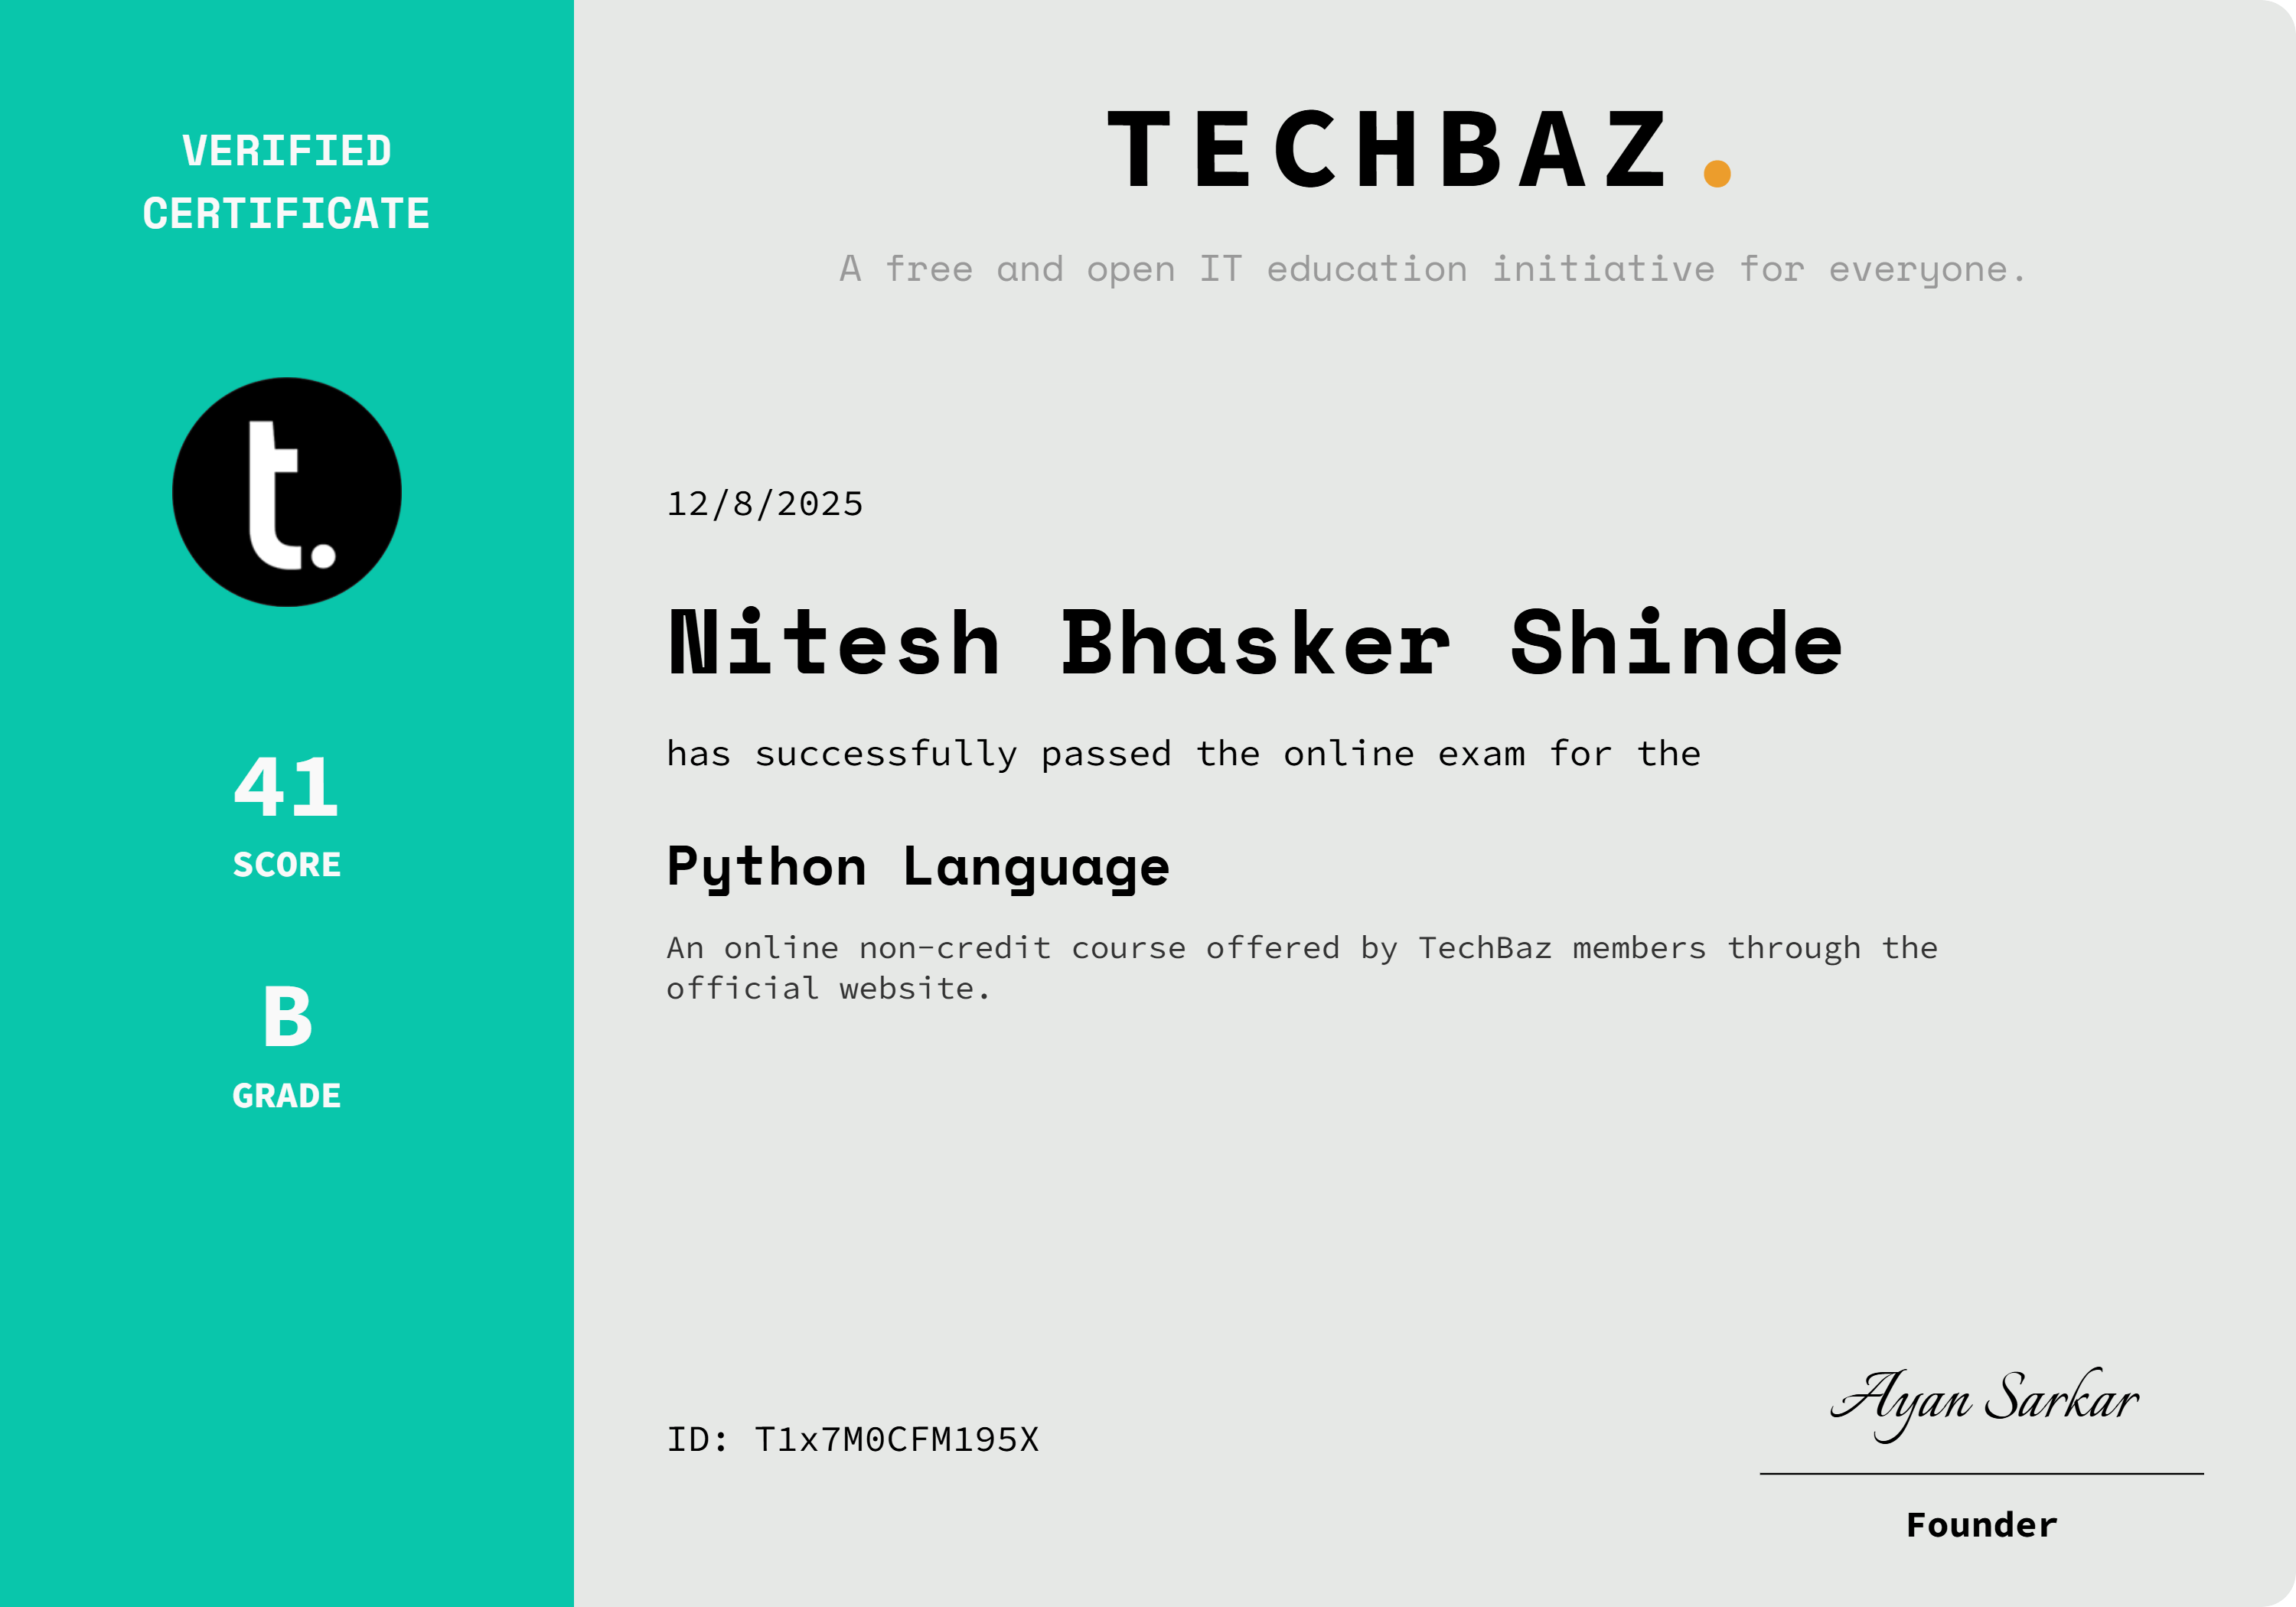 VERIFIED
CERTIFICATE
t.
41
SCORE
B
GRADE
TECHBAZ.
A free and open IT education initiative for everyone.
12/8/2025
Nitesh Bhasker Shinde
has successfully passed the online exam for the
Python Language
An online non-credit course offered by TechBaz members through the
official website.
ID: T1x7M0CFM195X
Ayan Sarkar
Founder